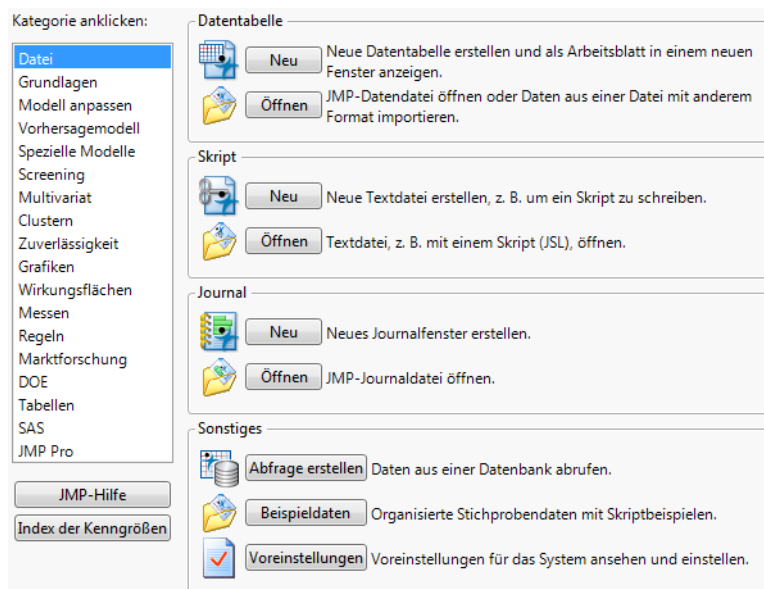 Kategorie anklicken:
Datei
Grundlagen
Modell anpassen
Vorhersagemodell
Spezielle Modelle
Screening
Multivariat
Clustern
Zuverlässigkeit
Grafiken
Wirkungsflächen
Messen
Regeln
Marktforschung
DOE
Tabellen
SAS
JMP Pro
JMP-Hilfe
Index der Kenngrößen
Datentabelle
Neu
Neue Datentabelle erstellen und als Arbeitsblatt in einem neuen
Fenster anzeigen.
Öffnen
JMP-Datendatei öffnen oder Daten aus einer Datei mit anderem
Format importieren.
Skript
Neu Neue Textdatei erstellen, z. B. um ein Skript zu schreiben.
Öffnen Textdatei, z. B. mit einem Skript (JSL), öffnen.
Journal
Neu Neues Journalfenster erstellen.
Öffnen JMP-Journaldatei öffnen.
Sonstiges
Abfrage erstellen Daten aus einer Datenbank abrufen.
Beispieldaten Organisierte Stichprobendaten mit Skriptbeispielen.
Voreinstellungen Voreinstellungen für das System ansehen und einstellen.